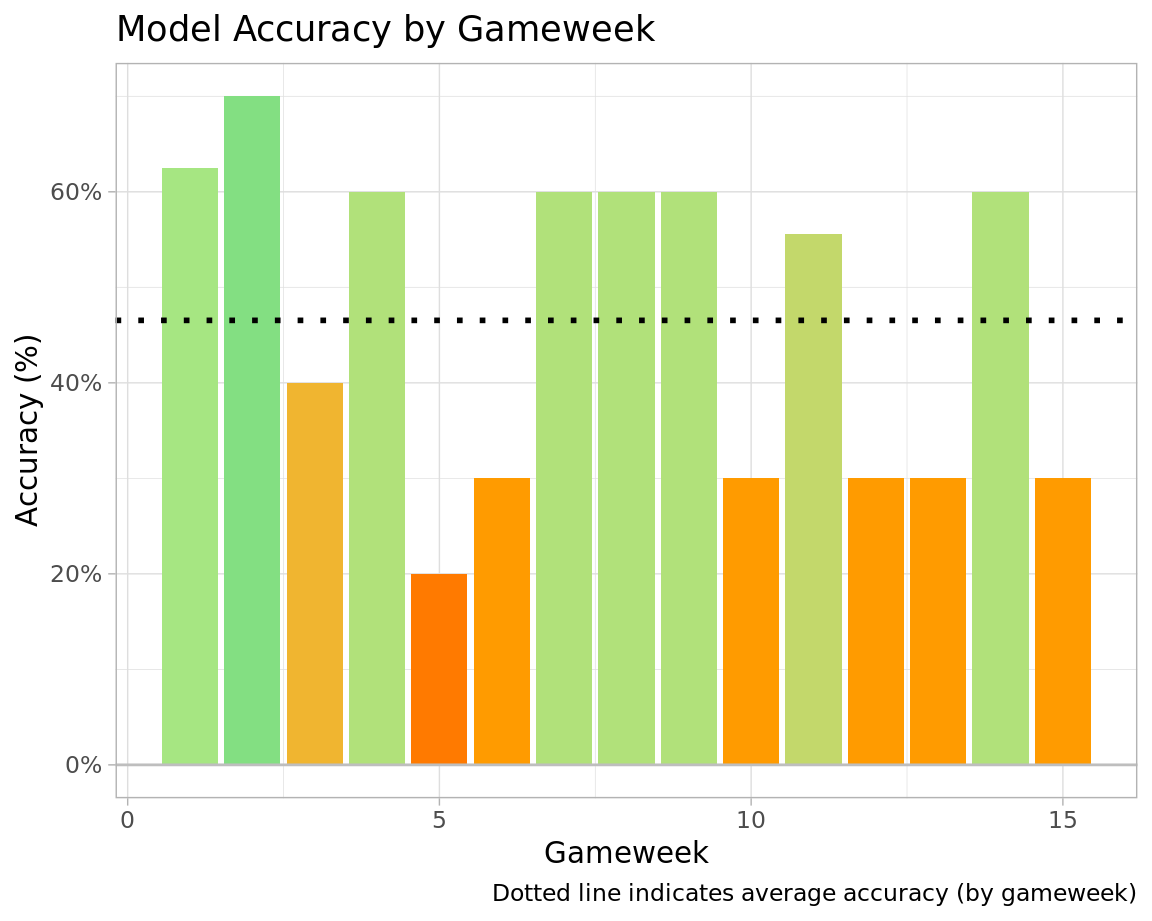 Model Accuracy by Gameweek
Accuracy (%)
60%
40%
20%
0%
0 5 10 15
Gameweek
Dotted line indicates average accuracy (by gameweek)